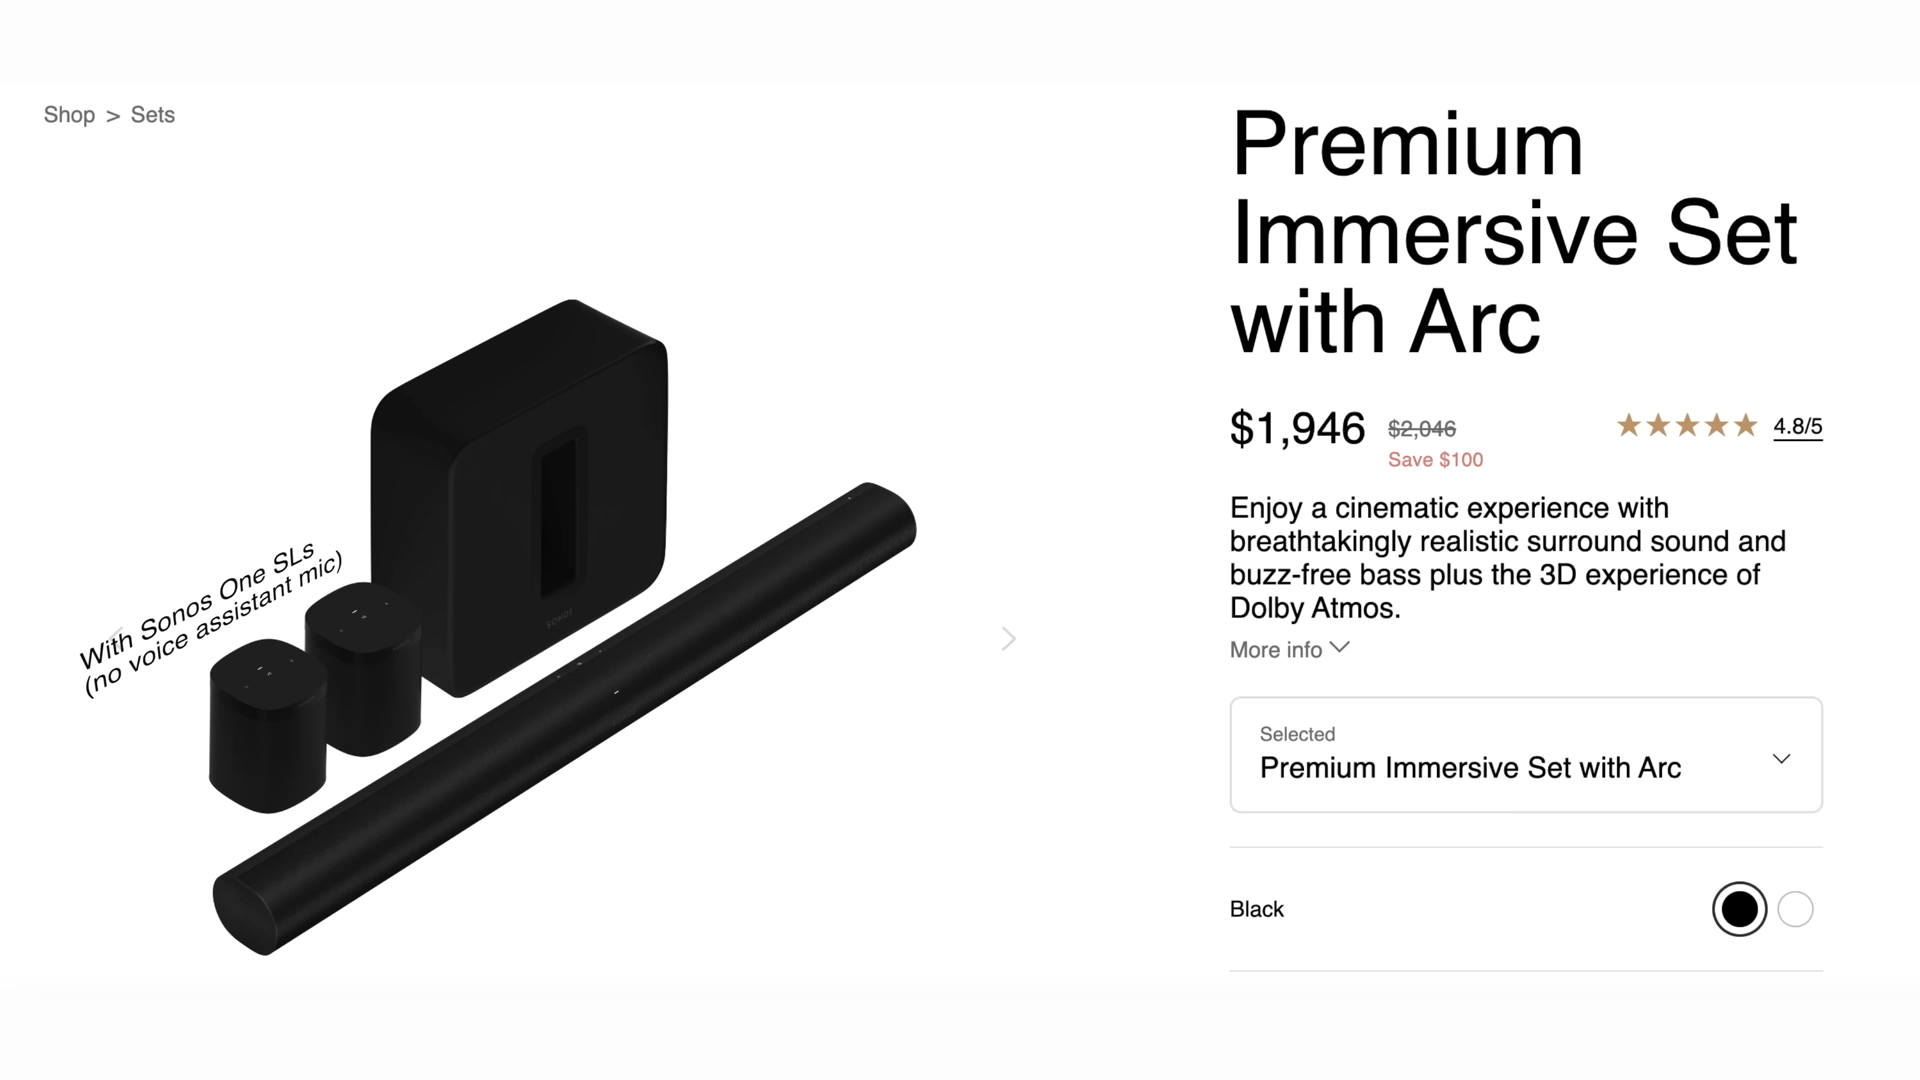 Shop > Sets
With Sonos One SLs
(no voice assistant mic)
SONOS
Premium
Immersive Set
with Arc
$1,946
$2,046
Save $100
4.8/5
Enjoy a cinematic experience with
breathtakingly realistic surround sound and
buzz-free bass plus the 3D experience of
Dolby Atmos.
More info
Selected
Premium Immersive Set with Arc
Black